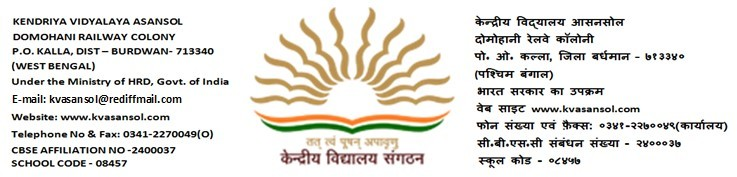 KENDRIYA VIDYALAYA ASANSOL
DOMOHANI RAILWAY COLONY
P.O. KALLA, DIST – BURDWAN- 713340
(WEST BENGAL)
Under the Ministry of HRD, Govt. of India
E-mail: kvasansol@rediffmail.com
Website: www.kvasansol.com
Telephone No & Fax: 0341-2270049(O)
CBSE AFFILIATION NO -2400037
SCHOOL CODE - 08457
तत् त्वं पूषन् अपावृणु
केन्द्रीय विद्यालय संगठन
केन्द्रीय विद्यालय आसनसोल
दोमोहानी रेलवे कॉलोनी
पो. ओ. कल्ला, जिला बर्धमान - ७१३३४०
(पश्चिम बंगाल)
भारत सरकार का उपक्रम
वेब साइट www.kvasansol.com
फोन संख्या एवं फ़ैक्स: ०३४१-२२७००४९(कार्यालय)
सी.बी.एस.सी संबंधन संख्या - २४०००३७
स्कूल कोड - ०८४५७